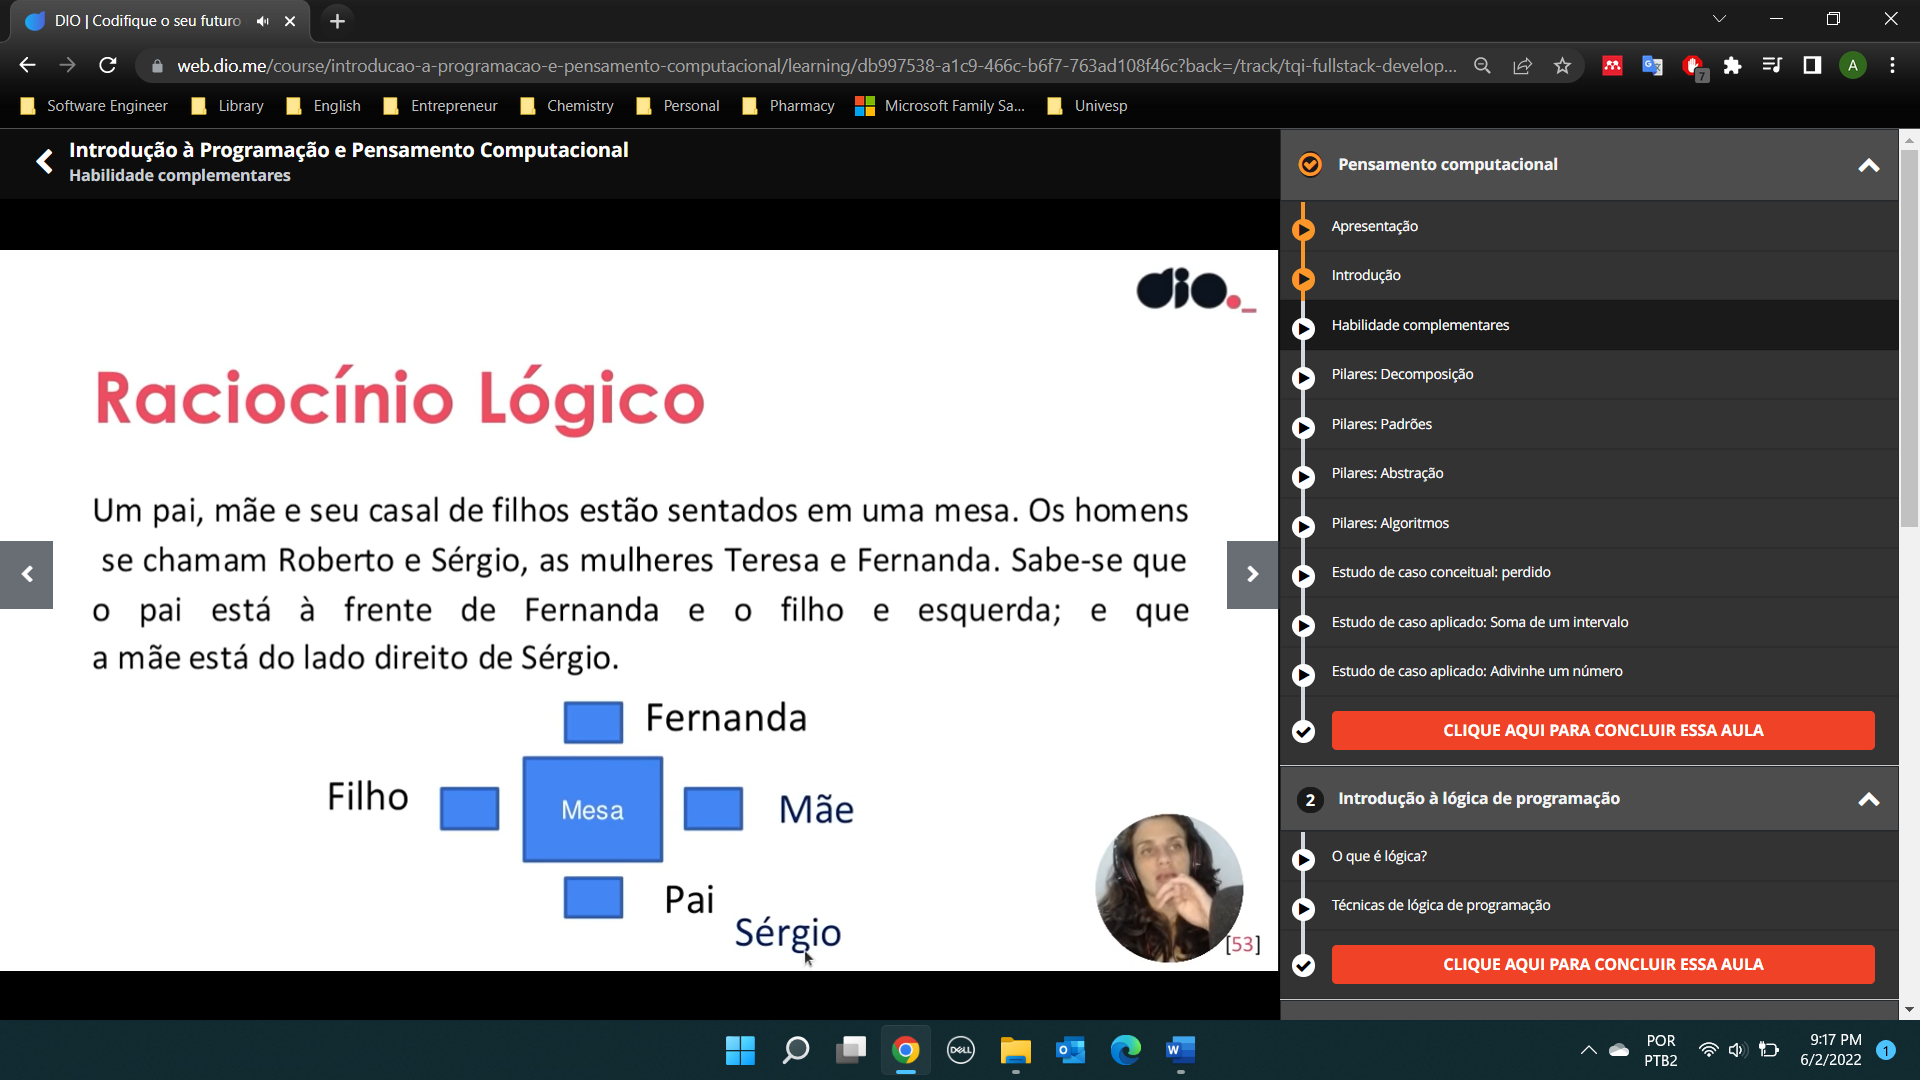 DIO | Codifique o seu futuro
web.dio.me/course/introducao-a-programacao-e-pensamento-computacional/learning/db997538-a1c9-466c-b6f7-763ad108f46c?back=/track/tqi-fullstack-develop...
7
A
Software Engineer
Library
English
Entrepreneur
Chemistry
Personal
Pharmacy
Microsoft Family Sa...
Univesp
Introdução à Programação e Pensamento Computacional
Habilidade complementares
dio._
Raciocínio Lógico
Um pai, mãe e seu casal de filhos estão sentados em uma mesa. Os homens
se chamam Roberto e Sérgio, as mulheres Teresa e Fernanda. Sabe-se que
o pai está à frente de Fernanda e o filho e esquerda; e que
a mãe está do lado direito de Sérgio.
Fernanda
Filho
Mesa
Mãe
Pai
Sérgio
[53]
Pensamento computacional
Apresentação
Introdução
Habilidade complementares
Pilares: Decomposição
Pilares: Padrões
Pilares: Abstração
Pilares: Algoritmos
Estudo de caso conceitual: perdido
Estudo de caso aplicado: Soma de um intervalo
Estudo de caso aplicado: Adivinhe um número
CLIQUE AQUI PARA CONCLUIR ESSA AULA
2 Introdução à lógica de programação
O que é lógica?
Técnicas de lógica de programação
CLIQUE AQUI PARA CONCLUIR ESSA AULA
DELL
W
POR
PTB2
9:17 PM
6/2/2022
1